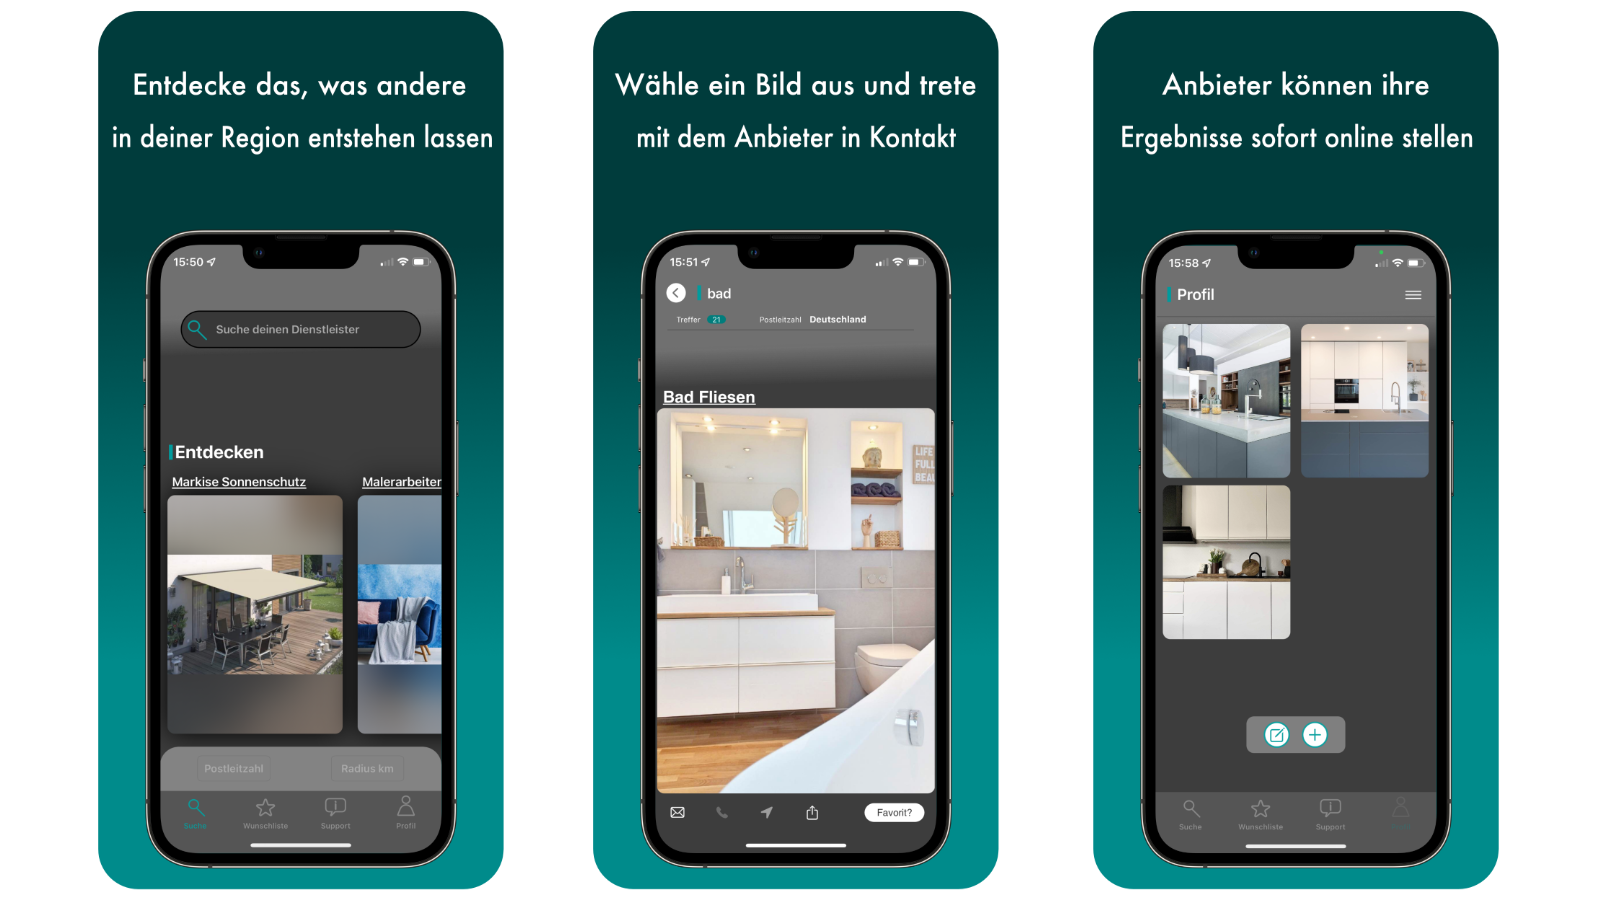 Entdecke das, was andere
in deiner Region entstehen lassen
15:50
Suche deinen Dienstleister
Entdecken
Markise Sonnenschutz
Malerarbeiter
Postleitzahl
Radius km
Suche
Wunschliste
Support
Profil
Wähle ein Bild aus und trete
mit dem Anbieter in Kontakt
15:51
bad
Treffer 21 Postleitzahl Deutschland
Bad Fliesen
LIFE
FULL
BEAU
Favorit?
Anbieter können ihre
Ergebnisse sofort online stellen
15:58
Profil
Suche
Wunschliste
Support